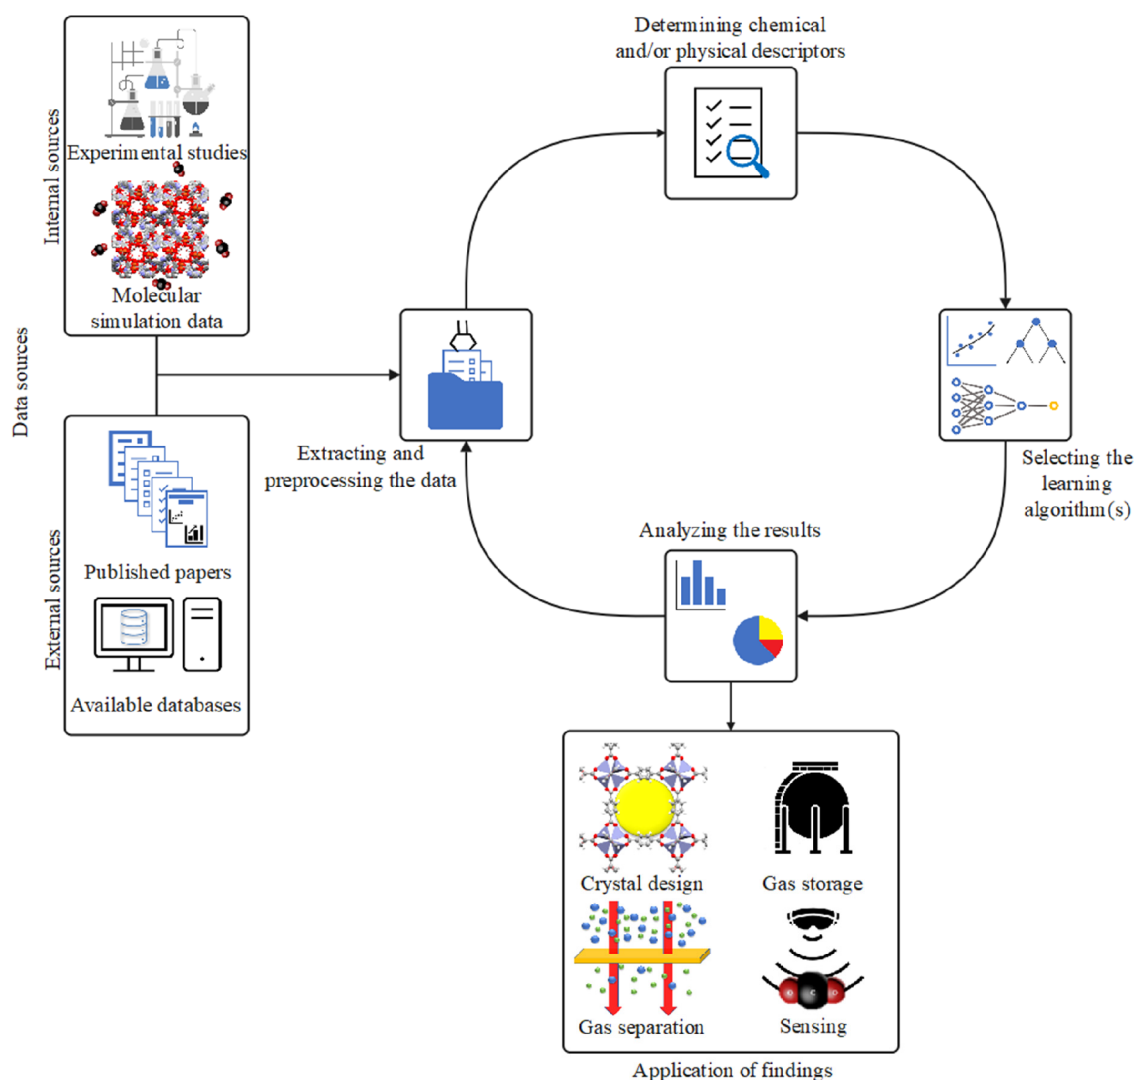 Determining chemical
and/or physical descriptors
Data sources
Internal sources
Experimental studies
Molecular
simulation data
External sources
Published papers
Available databases
Extracting and
preprocessing the data
Selecting the
learning
algorithm(s)
Analyzing the results
Crystal design
Gas storage
Gas separation
Sensing
Application of findings